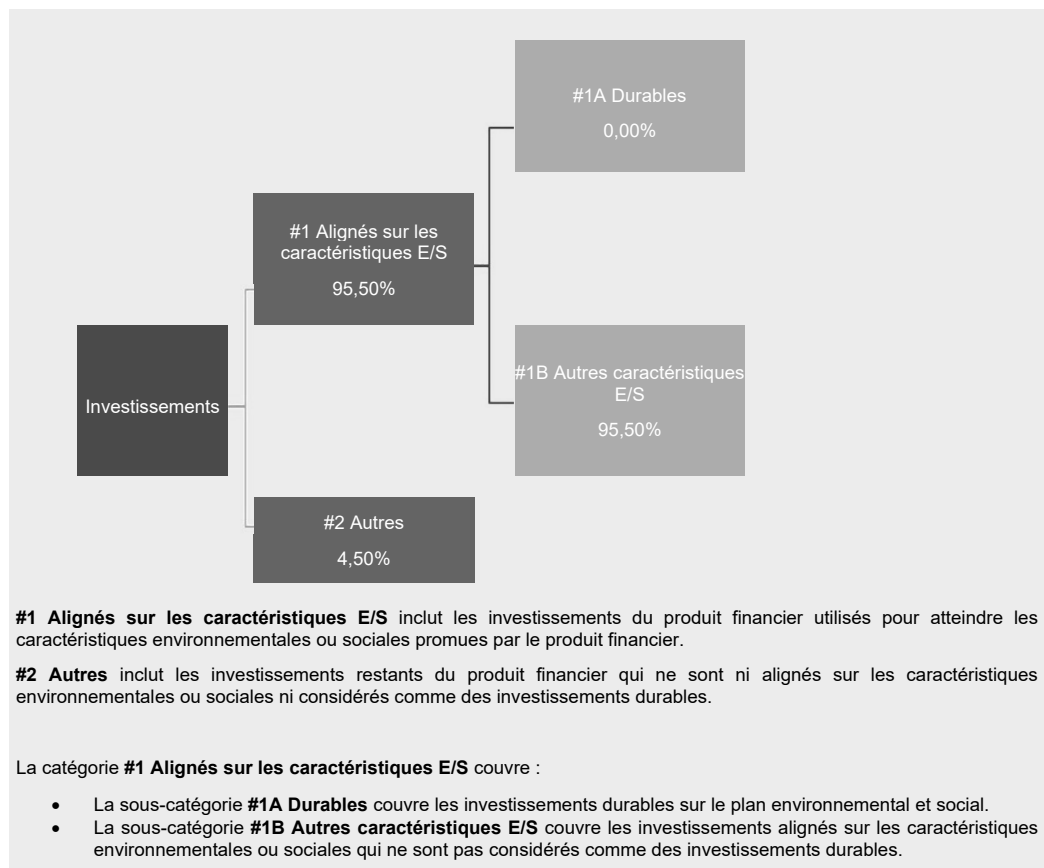 #1A Durables
0,00%
#1 Alignés sur les
caractéristiques E/S
95,50%
#1B Autres caractéristiques
E/S
95,50%
Investissements
#2 Autres
4,50%
#1 Alignés sur les caractéristiques E/S inclut les investissements du produit financier utilisés pour atteindre les
caractéristiques environnementales ou sociales promues par le produit financier.
#2 Autres inclut les investissements restants du produit financier qui ne sont ni alignés sur les caractéristiques
environnementales ou sociales ni considérés comme des investissements durables.
La catégorie #1 Alignés sur les caractéristiques E/S couvre :
• La sous-catégorie #1A Durables couvre les investissements durables sur le plan environnemental et social.
• La sous-catégorie #1B Autres caractéristiques E/S couvre les investissements alignés sur les caractéristiques
environnementales ou sociales qui ne sont pas considérés comme des investissements durables.